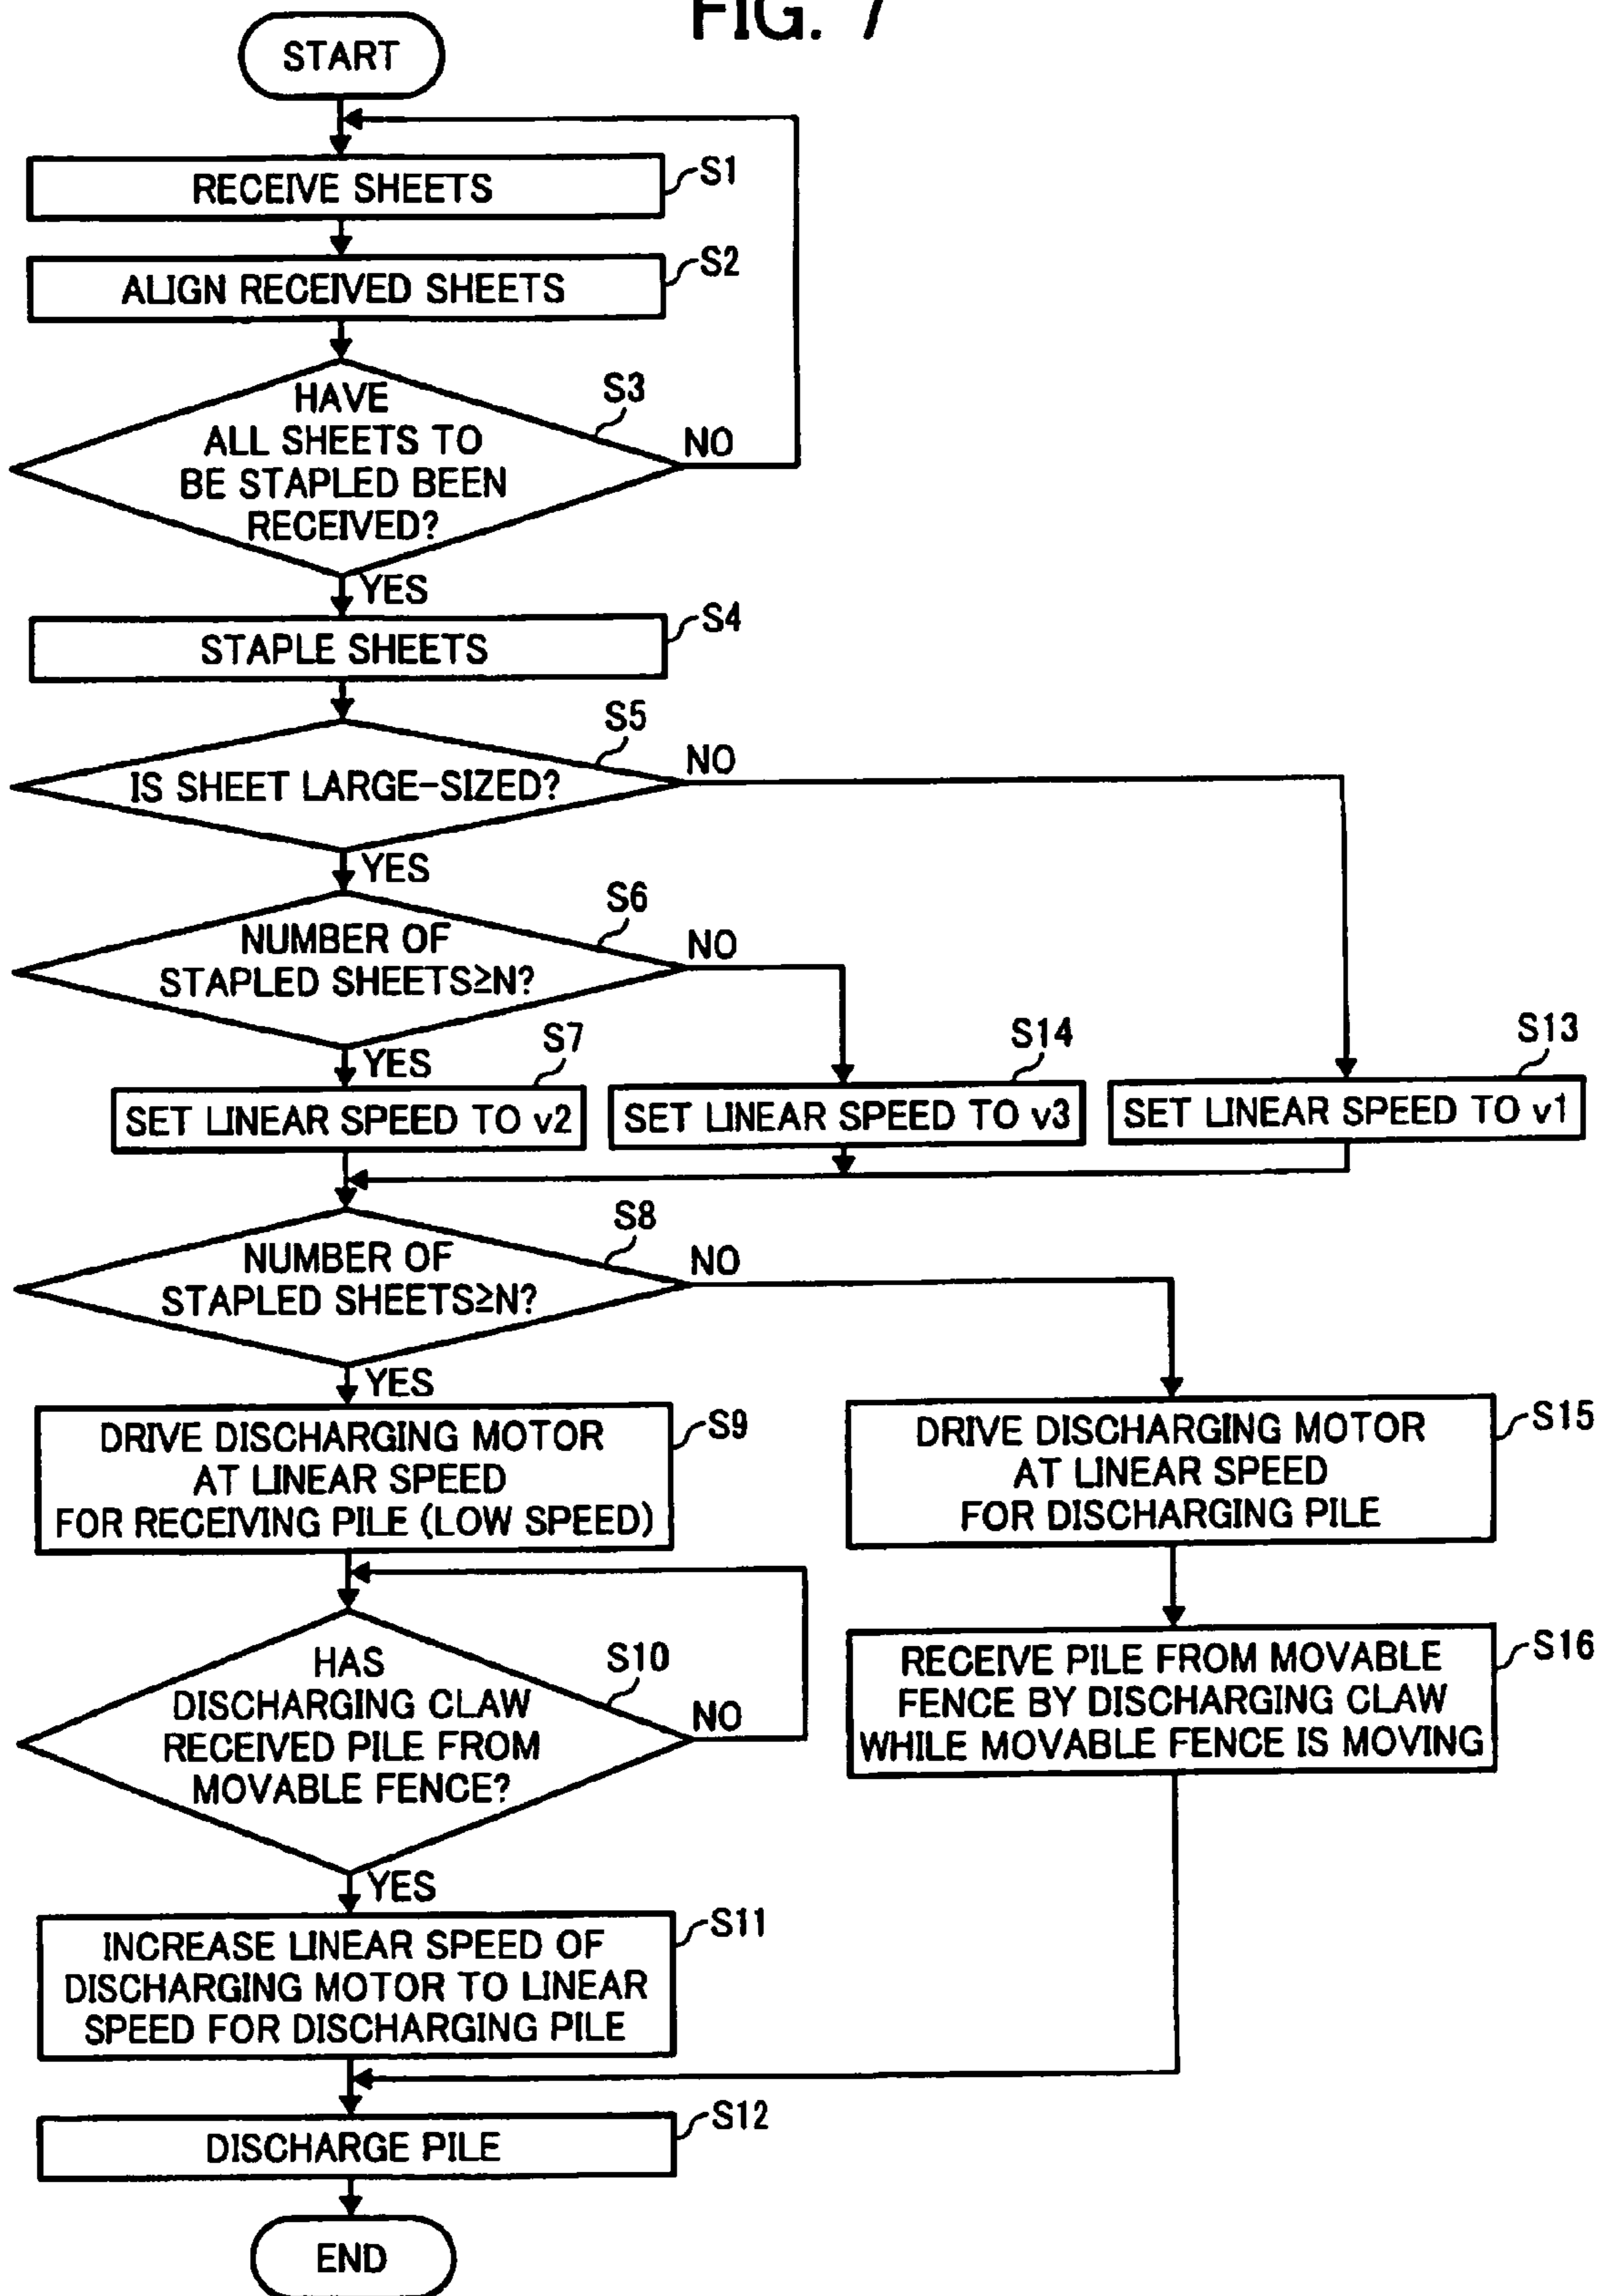 FIG. 7
START
RECEIVE SHEETS
S1
ALIGN RECEIVED SHEETS
S2
HAVE
ALL SHEETS TO
BE STAPLED BEEN
RECEIVED?
S3
NO
YES
STAPLE SHEETS
S4
IS SHEET LARGE-SIZED?
S5
NO
YES
NUMBER OF
STAPLED SHEETS≥N?
S6
NO
YES
S7
SET LINEAR SPEED TO v2
S14
SET LINEAR SPEED TO v3
S13
SET LINEAR SPEED TO v1
NUMBER OF
STAPLED SHEETS≥N?
S8
NO
YES
DRIVE DISCHARGING MOTOR
AT LINEAR SPEED
FOR RECEIVING PILE (LOW SPEED)
S9
DRIVE DISCHARGING MOTOR
AT LINEAR SPEED
FOR DISCHARGING PILE
S15
HAS
DISCHARGING CLAW
RECEIVED PILE FROM
MOVABLE FENCE?
S10
NO
RECEIVE PILE FROM MOVABLE
FENCE BY DISCHARGING CLAW
WHILE MOVABLE FENCE IS MOVING
S16
YES
INCREASE LINEAR SPEED OF
DISCHARGING MOTOR TO LINEAR
SPEED FOR DISCHARGING PILE
S11
DISCHARGE PILE
S12
END